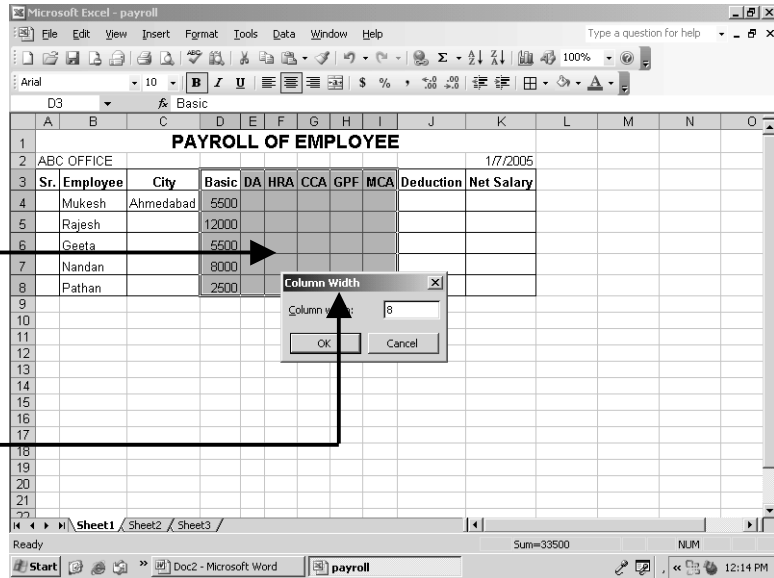 Microsoft Excel - payroll
File Edit View Insert Format Tools Data Window Help Type a question for help
100%
Arial 10 B I U $ % ,
D3 fx Basic
A B C D E F G H I J K L M N O
1 PAYROLL OF EMPLOYEE
2 ABC OFFICE 1/7/2005
3 Sr. Employee City Basic DA HRA CCA GPF MCA Deduction Net Salary
4 Mukesh Ahmedabad 5500
5 Rajesh 12000
6 Geeta 5500
7 Nandan 8000
8 Pathan 2500
Column Width
Column
8
OK Cancel
9
10
11
12
13
14
15
16
17
18
19
20
21
22
Sheet1 Sheet2 Sheet3
Ready Sum=33500 NUM
Start » Doc2 - Microsoft Word payroll « 12:14 PM